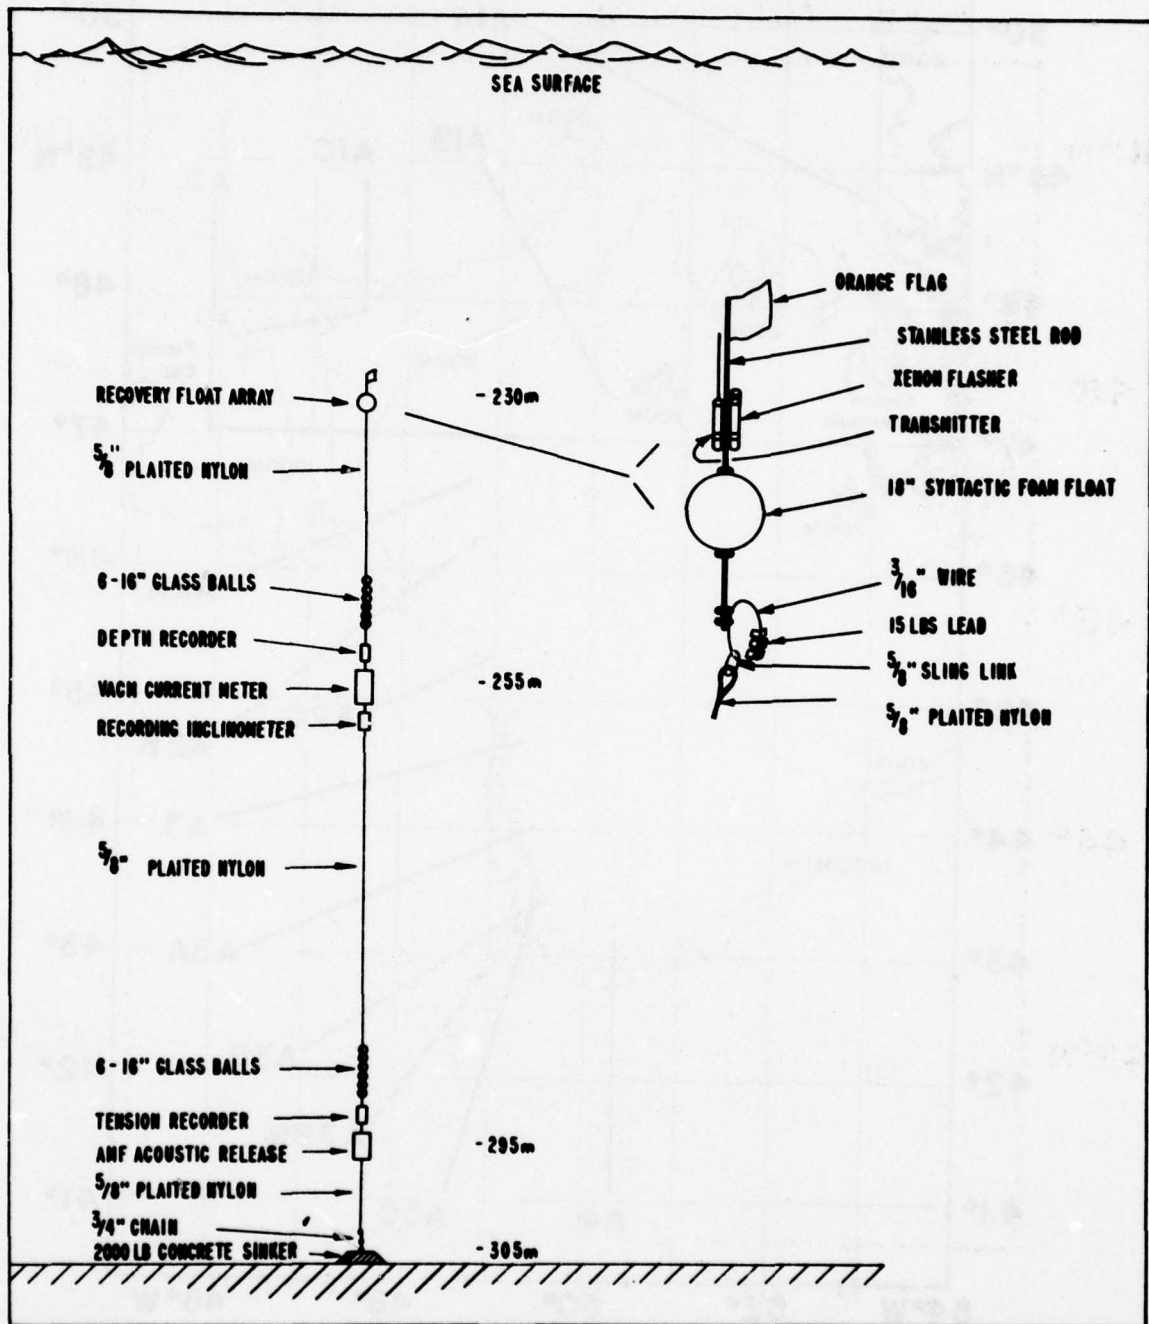 SEA SURFACE
RECOVERY FLOAT ARRAY
- 230m
5/8" PLAITED NYLON
6 - 16" GLASS BALLS
DEPTH RECORDER
VACM CURRENT METER
- 255m
RECORDING INCLINOMETER
5/8" PLAITED NYLON
6 - 16" GLASS BALLS
TENSION RECORDER
AMF ACOUSTIC RELEASE
- 295m
5/8" PLAITED NYLON
3/4" CHAIN
2000 LB CONCRETE SINKER
- 305m
ORANGE FLAG
STAINLESS STEEL ROD
XENON FLASHER
TRANSMITTER
18" SYNTACTIC FOAM FLOAT
3/16" WIRE
15 LBS LEAD
5/8" SLING LINK
5/8" PLAITED NYLON